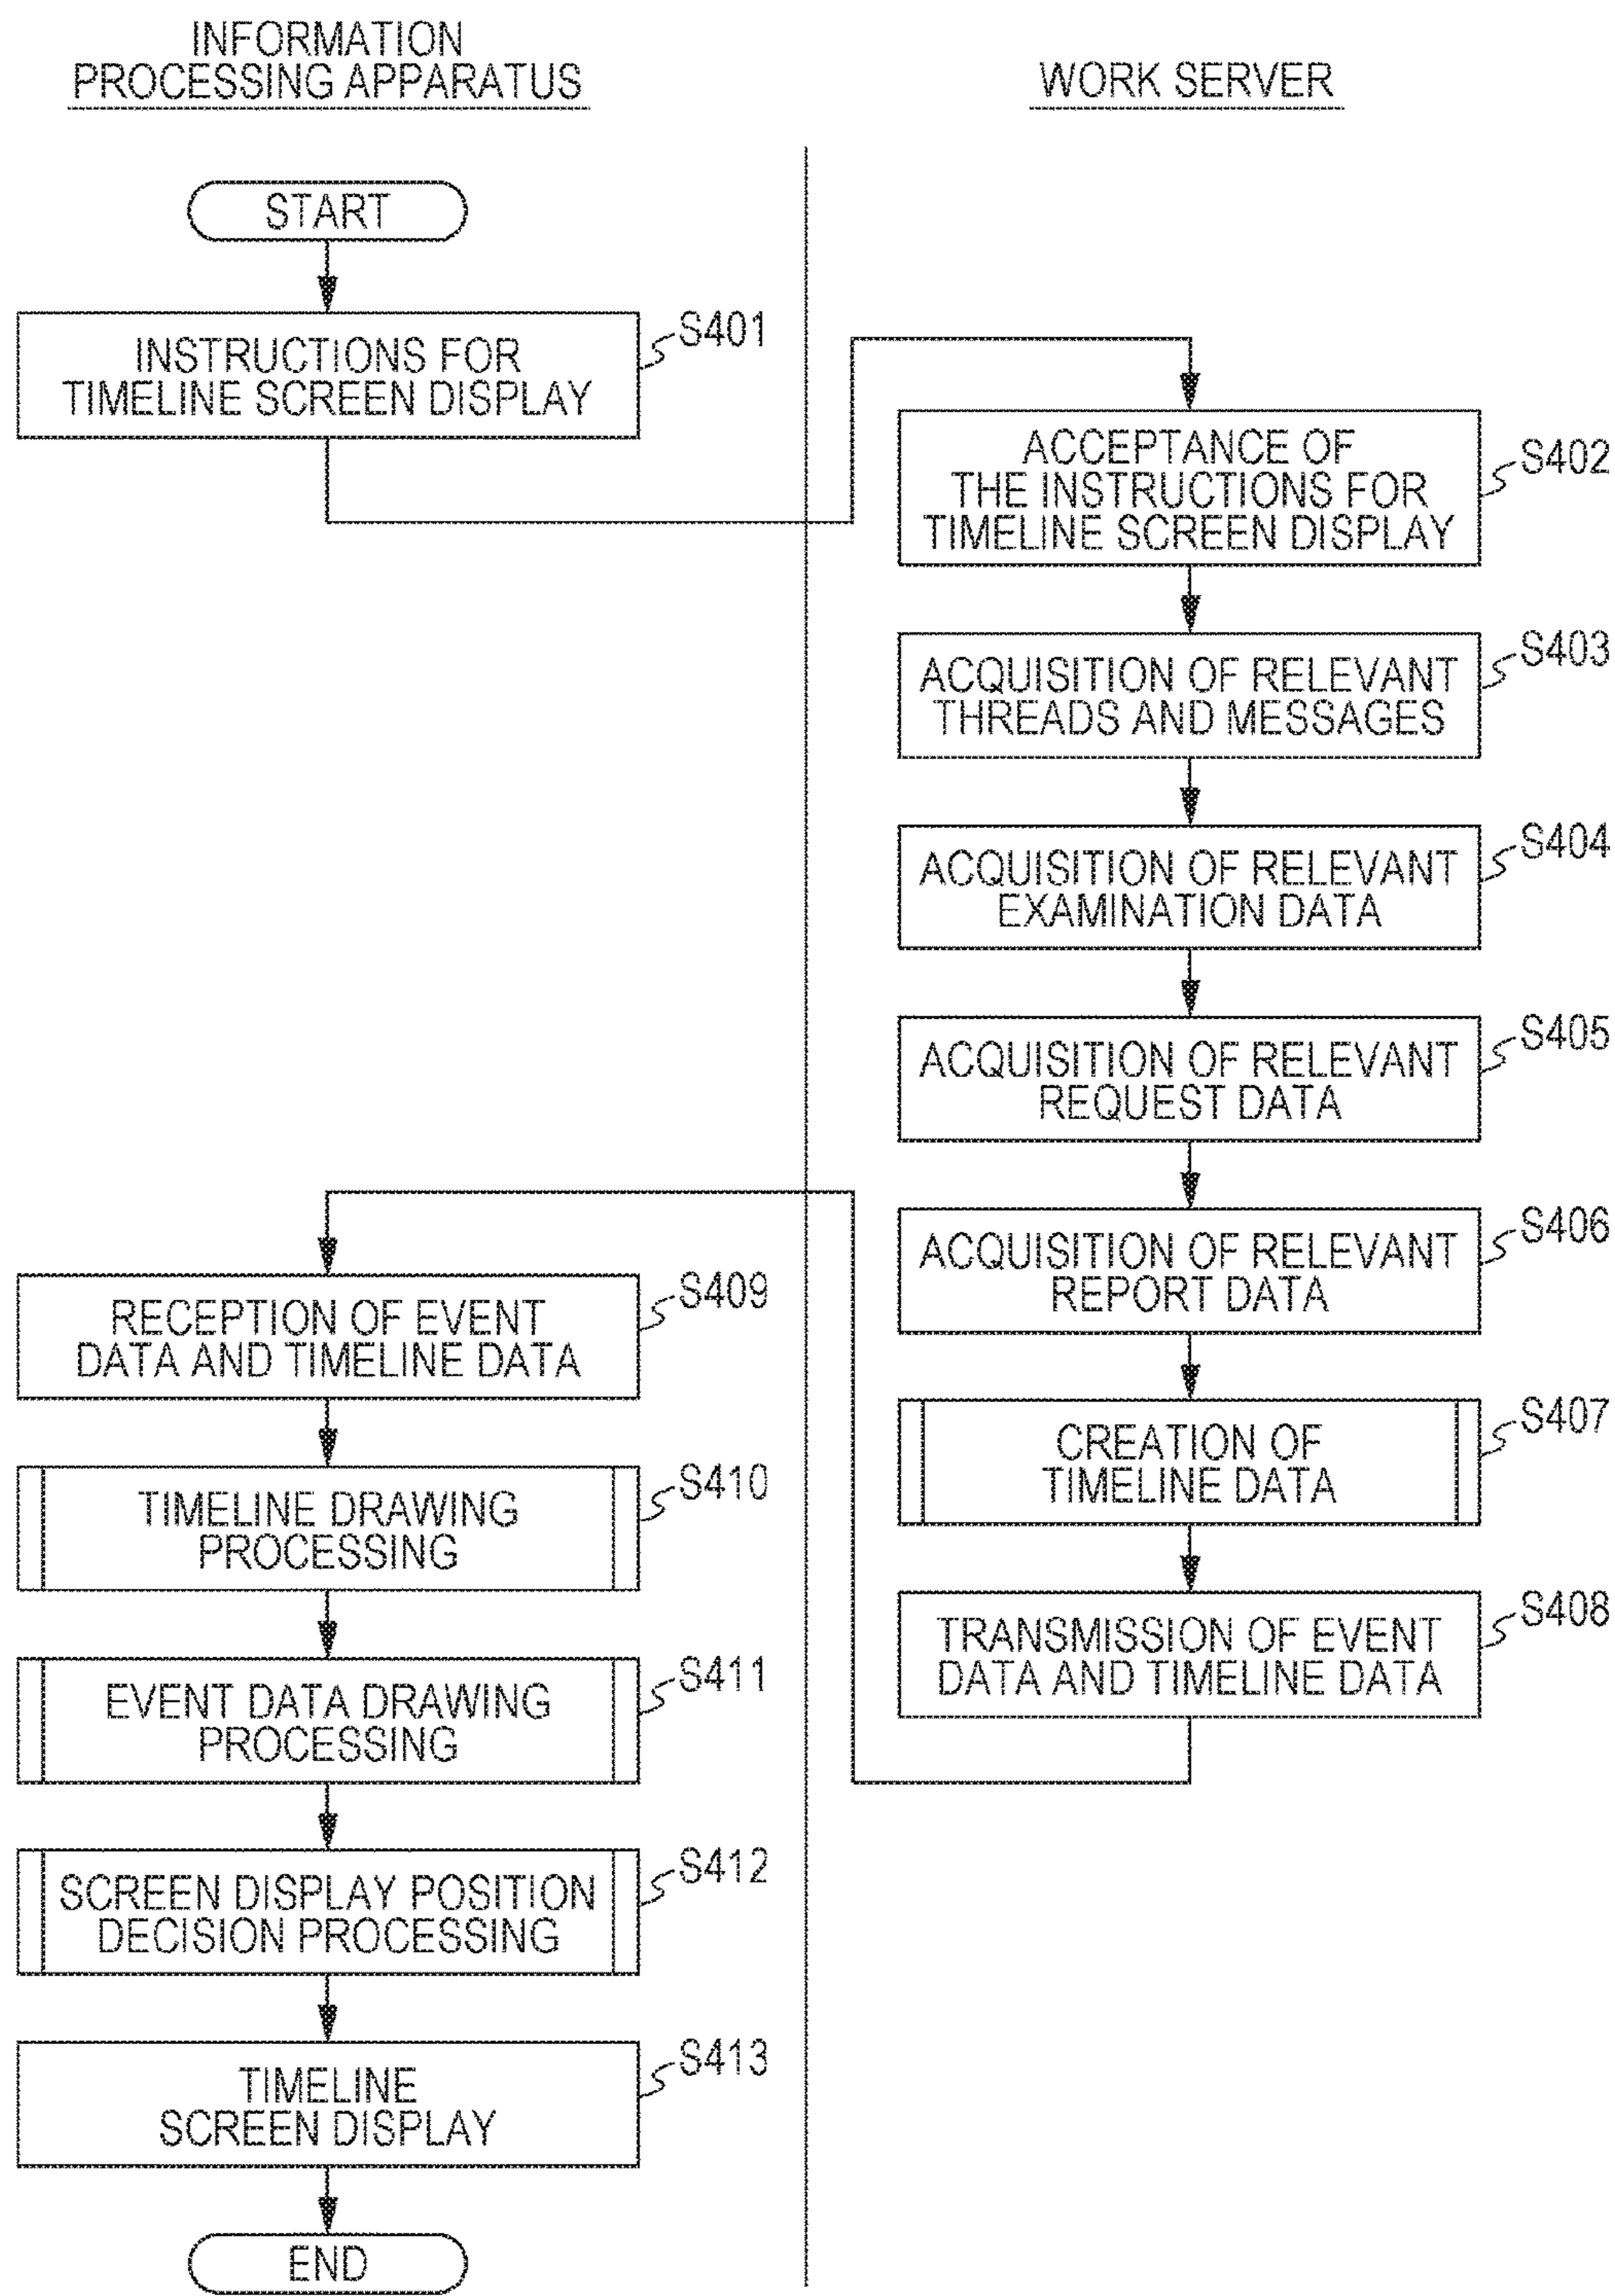 INFORMATION
PROCESSING APPARATUS
WORK SERVER
START
S401
INSTRUCTIONS FOR
TIMELINE SCREEN DISPLAY
S402
ACCEPTANCE OF
THE INSTRUCTIONS FOR
TIMELINE SCREEN DISPLAY
S403
ACQUISITION OF RELEVANT
THREADS AND MESSAGES
S404
ACQUISITION OF RELEVANT
EXAMINATION DATA
S405
ACQUISITION OF RELEVANT
REQUEST DATA
S406
ACQUISITION OF RELEVANT
REPORT DATA
S407
CREATION OF
TIMELINE DATA
S408
TRANSMISSION OF EVENT
DATA AND TIMELINE DATA
S409
RECEPTION OF EVENT
DATA AND TIMELINE DATA
S410
TIMELINE DRAWING
PROCESSING
S411
EVENT DATA DRAWING
PROCESSING
S412
SCREEN DISPLAY POSITION
DECISION PROCESSING
S413
TIMELINE
SCREEN DISPLAY
END